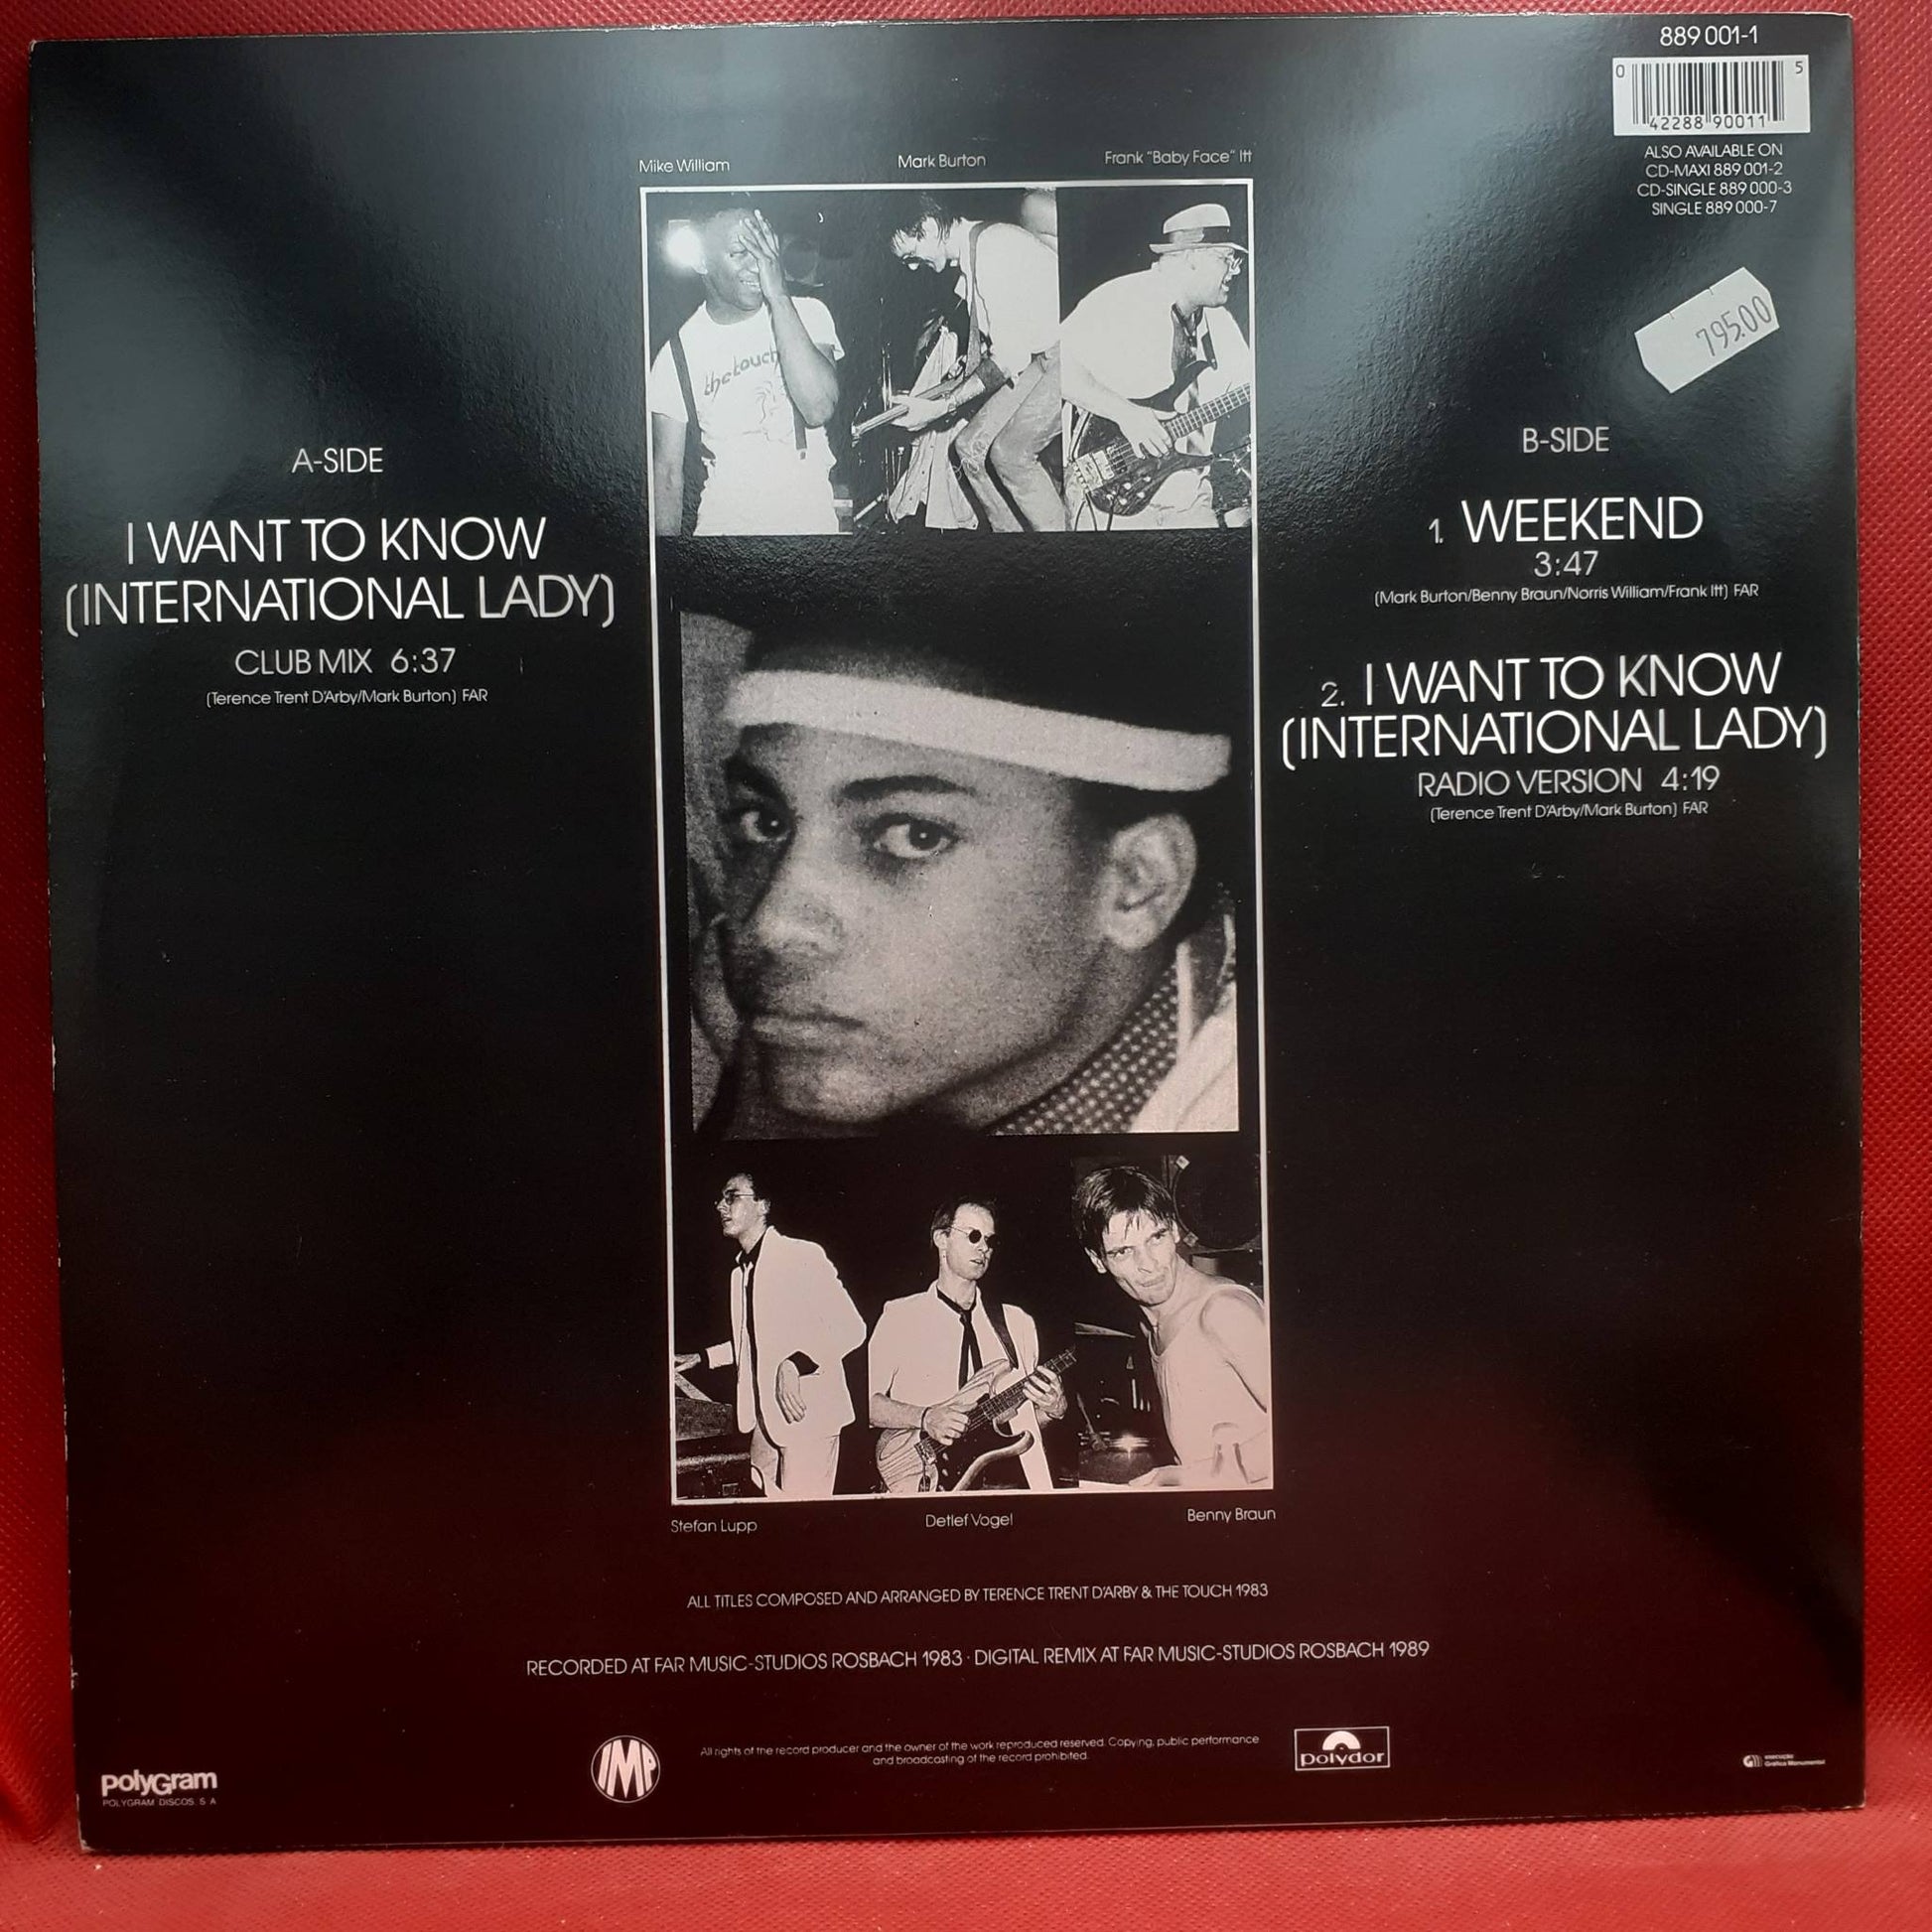 889 001-1
0 42288 90011 5
ALSO AVAILABLE ON
CD-MAXI 889 001-2
CD-SINGLE 889 000-3
SINGLE 889 000-7
795.00
Mike William
Mark Burton
Frank "Baby Face" Itt
the touch
A-SIDE
I WANT TO KNOW
(INTERNATIONAL LADY)
CLUB MIX 6:37
(Terence Trent D'Arby/Mark Burton) FAR
B-SIDE
1. WEEKEND
3:47
(Mark Burton/Benny Braun/Norris William/Frank Itt) FAR
2. I WANT TO KNOW
(INTERNATIONAL LADY)
RADIO VERSION 4:19
(Terence Trent D'Arby/Mark Burton) FAR
Stefan Lupp
Detlef Vogel
Benny Braun
ALL TITLES COMPOSED AND ARRANGED BY TERENCE TRENT D'ARBY & THE TOUCH 1983
RECORDED AT FAR MUSIC-STUDIOS ROSBACH 1983 · DIGITAL REMIX AT FAR MUSIC-STUDIOS ROSBACH 1989
polyGram
POLYGRAM DISCOS. S A
IMP
All rights of the record producer and the owner of the work reproduced reserved. Copying, public performance
and broadcasting of the record prohibited.
polydor
execução
Gráfica Monumental